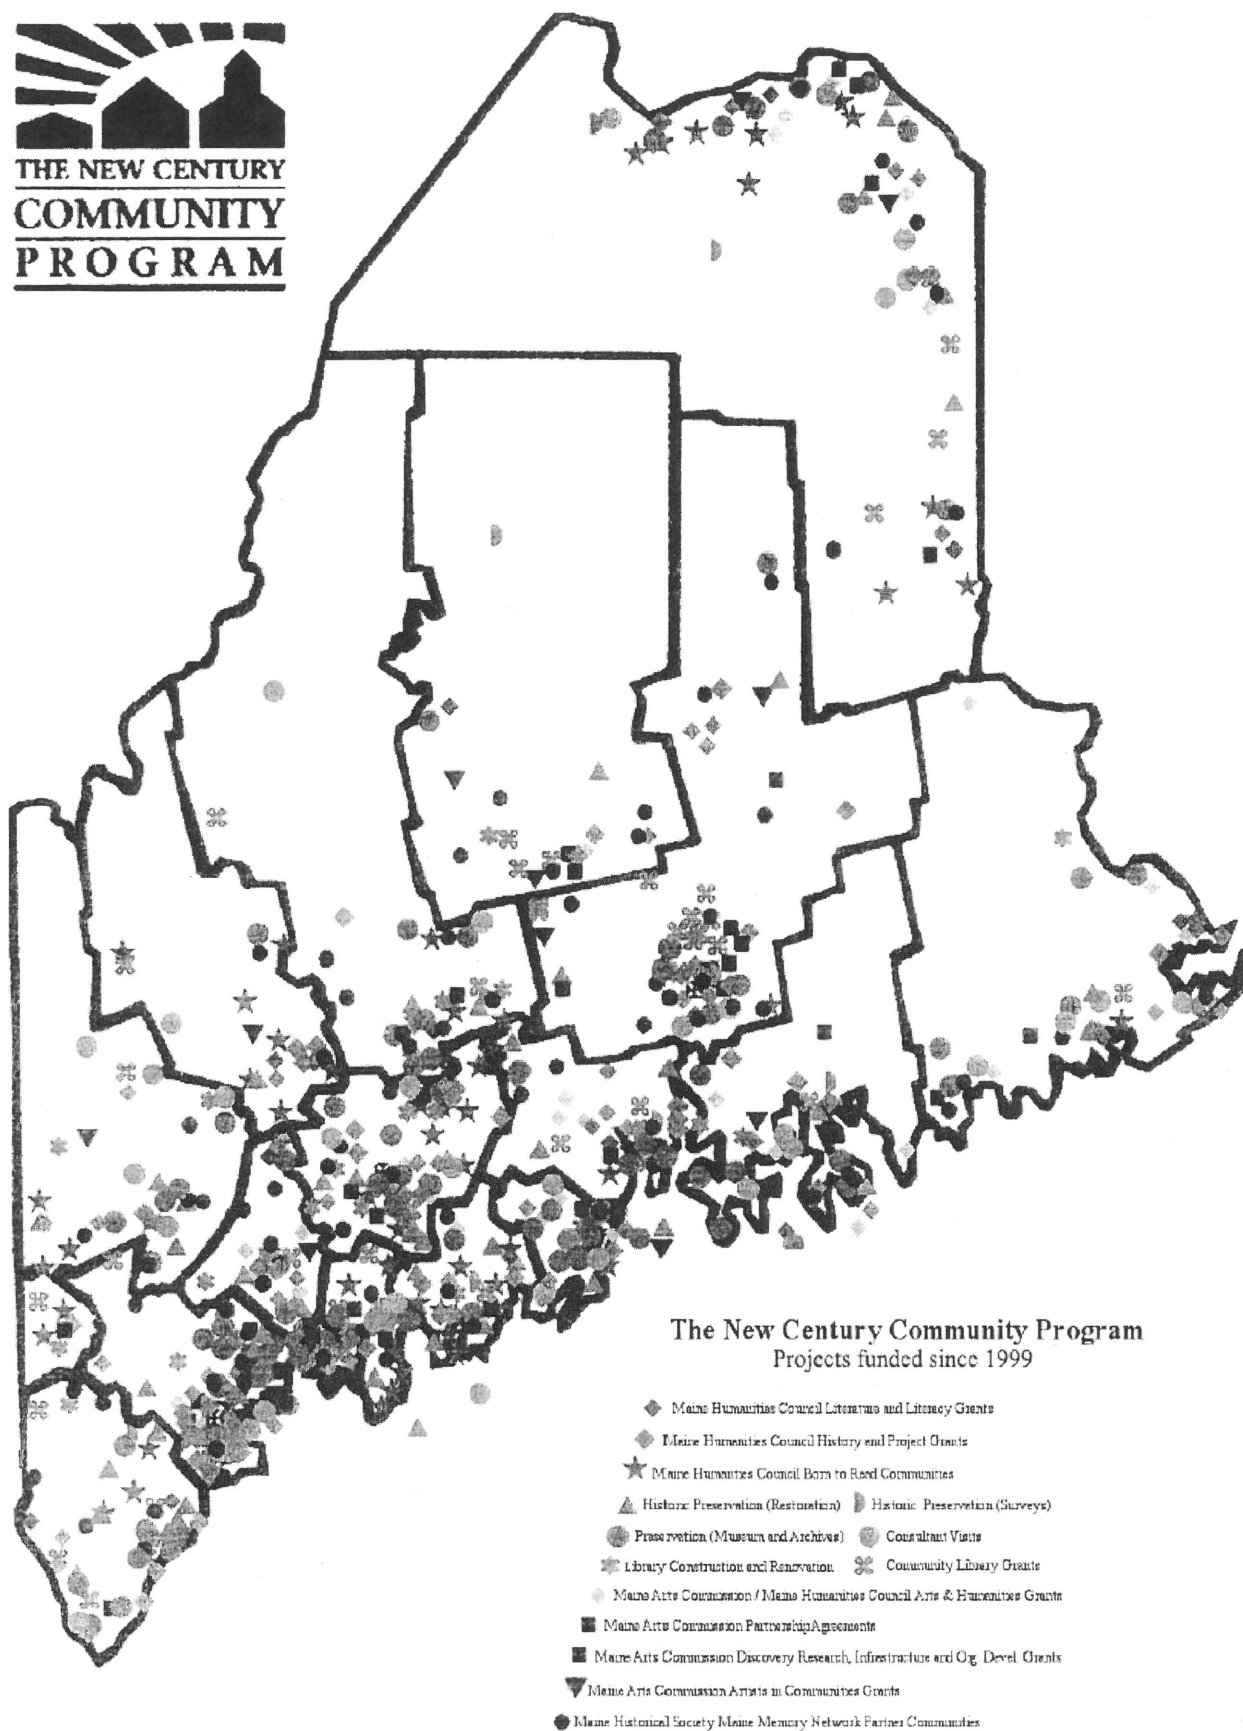 THE NEW CENTURY
COMMUNITY
PROGRAM
The New Century Community Program
Projects funded since 1999
Maine Humanities Council Literature and Literacy Grants
Maine Humanities Council History and Project Grants
Maine Humanities Council Born to Read Communities
Historic Preservation (Restoration) Historic Preservation (Surveys)
Preservation (Museum and Archives) Consultant Visits
Library Construction and Renovation Community Library Grants
Maine Arts Commission / Maine Humanities Council Arts & Humanities Grants
Maine Arts Commission Partnership Agreements
Maine Arts Commission Discovery Research, Infrastructure and Org. Devel. Grants
Maine Arts Commission Artists in Communities Grants
Maine Historical Society Maine Memory Network Partner Communities